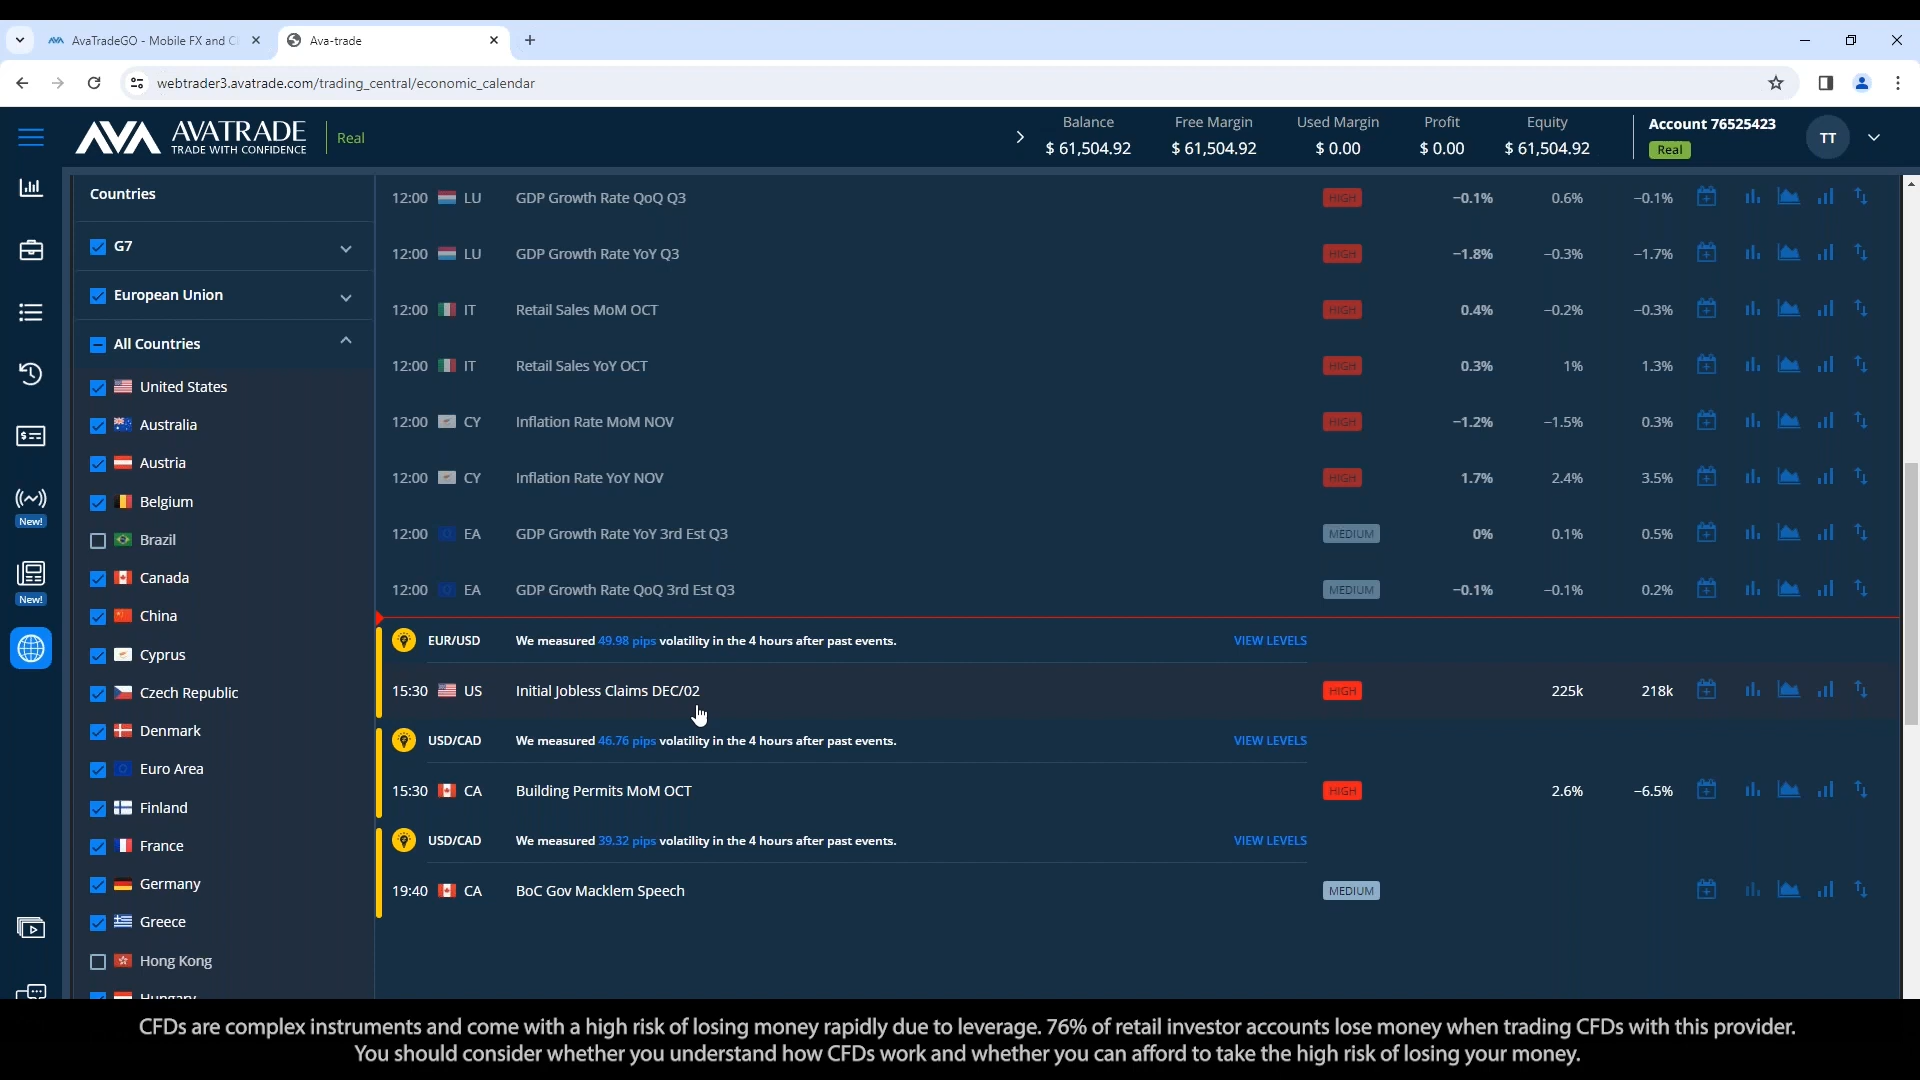 AvaTradeGO - Mobile FX and C
Ava-trade
webtrader3.avatrade.com/trading_central/economic_calendar
AVA AVATRADE
TRADE WITH CONFIDENCE
Real
Balance
$ 61,504.92
Free Margin
$ 61,504.92
Used Margin
$ 0.00
Profit
$ 0.00
Equity
$ 61,504.92
Account 76525423
Real
TT
New!
New!
Countries
G7
European Union
All Countries
United States
Australia
Austria
Belgium
Brazil
Canada
China
Cyprus
Czech Republic
Denmark
Euro Area
Finland
France
Germany
Greece
Hong Kong
Hungary
12:00 LU GDP Growth Rate QoQ Q3 HIGH −0.1% 0.6% −0.1%
12:00 LU GDP Growth Rate YoY Q3 HIGH −1.8% −0.3% −1.7%
12:00 IT Retail Sales MoM OCT HIGH 0.4% −0.2% −0.3%
12:00 IT Retail Sales YoY OCT HIGH 0.3% 1% 1.3%
12:00 CY Inflation Rate MoM NOV HIGH −1.2% −1.5% 0.3%
12:00 CY Inflation Rate YoY NOV HIGH 1.7% 2.4% 3.5%
12:00 EA GDP Growth Rate YoY 3rd Est Q3 MEDIUM 0% 0.1% 0.5%
12:00 EA GDP Growth Rate QoQ 3rd Est Q3 MEDIUM −0.1% −0.1% 0.2%
EUR/USD We measured 49.98 pips volatility in the 4 hours after past events. VIEW LEVELS
15:30 US Initial Jobless Claims DEC/02 HIGH 225k 218k
USD/CAD We measured 46.76 pips volatility in the 4 hours after past events. VIEW LEVELS
15:30 CA Building Permits MoM OCT HIGH 2.6% −6.5%
USD/CAD We measured 39.32 pips volatility in the 4 hours after past events. VIEW LEVELS
19:40 CA BoC Gov Macklem Speech MEDIUM
CFDs are complex instruments and come with a high risk of losing money rapidly due to leverage. 76% of retail investor accounts lose money when trading CFDs with this provider.
You should consider whether you understand how CFDs work and whether you can afford to take the high risk of losing your money.